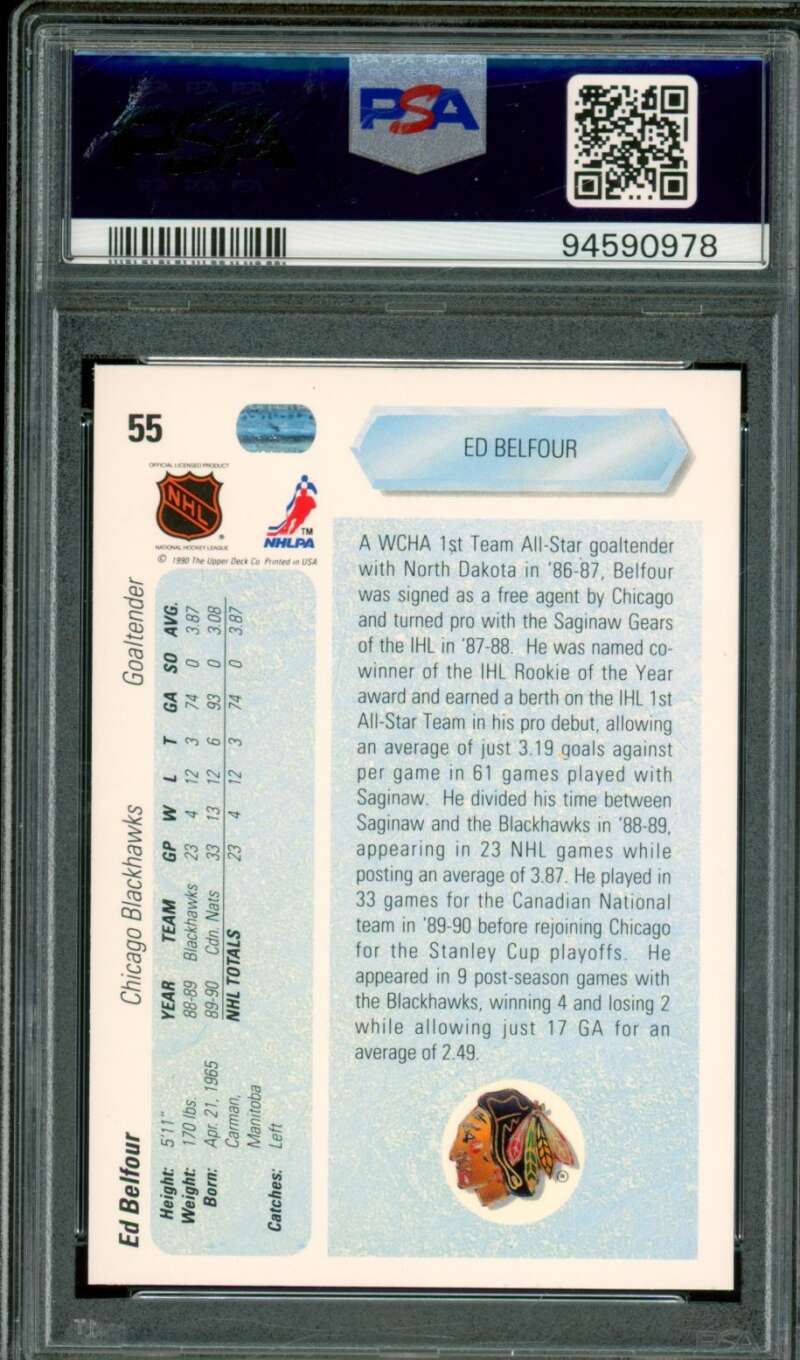 PSA
94590978
55
ED BELFOUR
OFFICIAL LICENSED PRODUCT
NHL
NATIONAL HOCKEY LEAGUE
TM
NHLPA
© 1990 The Upper Deck Co. Printed in USA
A WCHA 1st Team All-Star goaltender
with North Dakota in '86-87, Belfour
was signed as a free agent by Chicago
and turned pro with the Saginaw Gears
of the IHL in '87-88. He was named co-
winner of the IHL Rookie of the Year
award and earned a berth on the IHL 1st
All-Star Team in his pro debut, allowing
an average of just 3.19 goals against
per game in 61 games played with
Saginaw. He divided his time between
Saginaw and the Blackhawks in '88-89,
appearing in 23 NHL games while
posting an average of 3.87. He played in
33 games for the Canadian National
team in '89-90 before rejoining Chicago
for the Stanley Cup playoffs. He
appeared in 9 post-season games with
the Blackhawks, winning 4 and losing 2
while allowing just 17 GA for an
average of 2.49.
Ed Belfour Chicago Blackhawks Goaltender
Height: 5'11"
Weight: 170 lbs.
Born: Apr. 21, 1965
Carman,
Manitoba
Catches: Left
YEAR TEAM GP W L T GA SO AVG.
88-89 Blackhawks 23 4 12 3 74 0 3.87
89-90 Cdn. Nats 33 13 12 6 93 0 3.08
NHL TOTALS 23 4 12 3 74 0 3.87
PSA